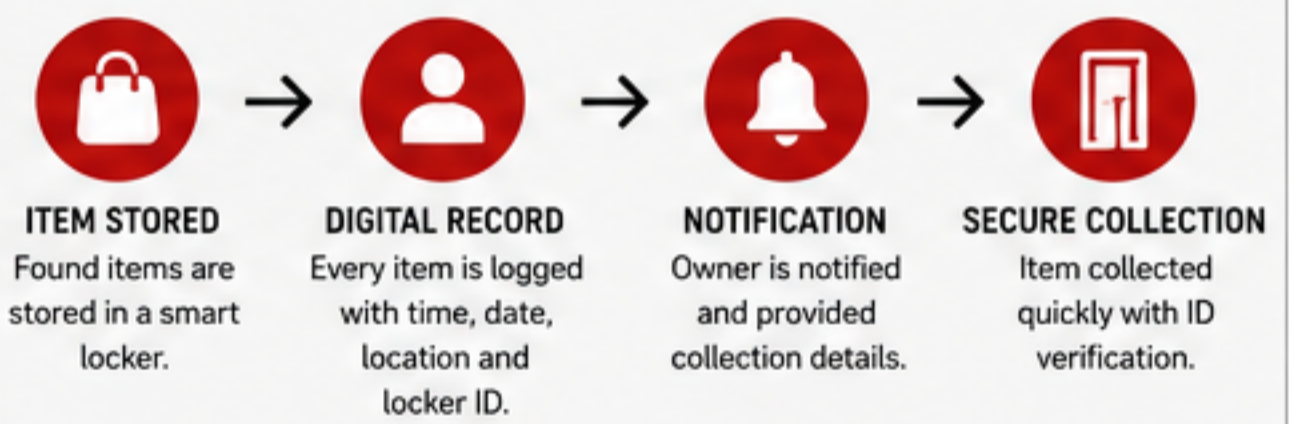 ITEM STORED
Found items are
stored in a smart
locker.
DIGITAL RECORD
Every item is logged
with time, date,
location and
locker ID.
NOTIFICATION
Owner is notified
and provided
collection details.
SECURE COLLECTION
Item collected
quickly with ID
verification.